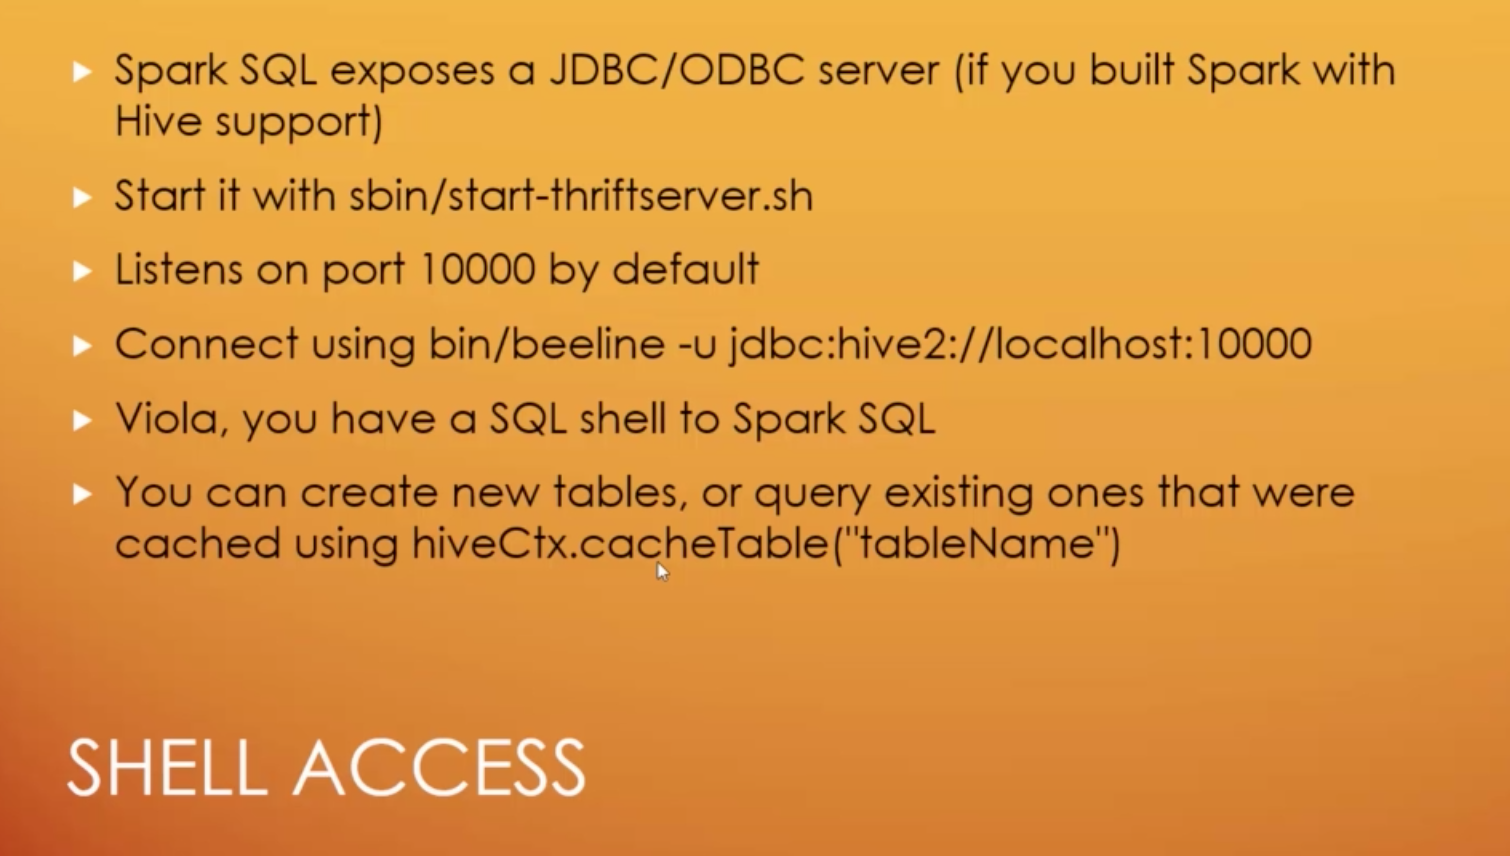 Spark SQL exposes a JDBC/ODBC server (if you built Spark with
Hive support)
Start it with sbin/start-thriftserver.sh
Listens on port 10000 by default
Connect using bin/beeline -u jdbc:hive2://localhost:10000
Viola, you have a SQL shell to Spark SQL
You can create new tables, or query existing ones that were
cached using hiveCtx.cacheTable("tableName")
SHELL ACCESS